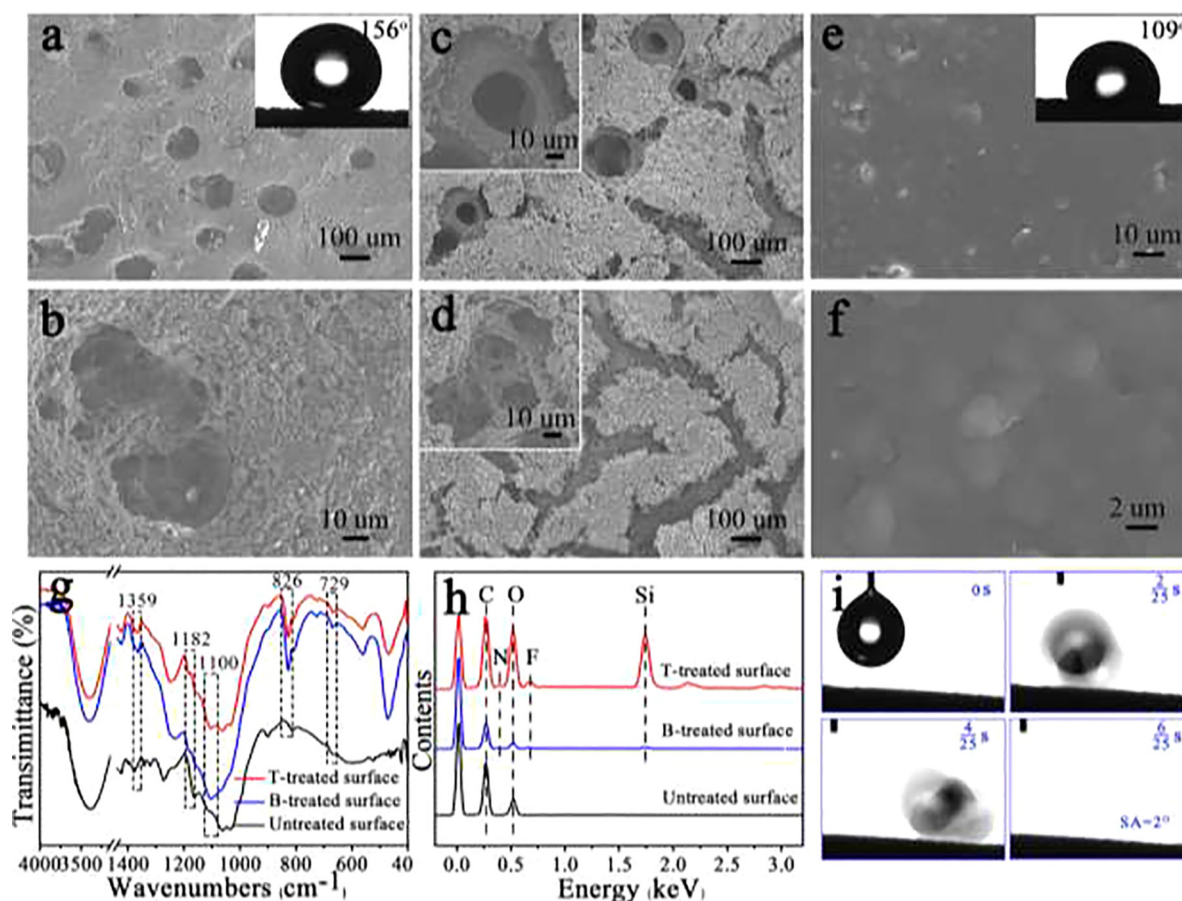 a
156°
100 um
c
10 um
100 um
e
109°
10 um
b
10 um
d
10 um
100 um
f
2 um
g
1359
1182
1100
826
729
T-treated surface
B-treated surface
Untreated surface
Transmittance (%)
4000 3500 1400 1200 1000 800 600 40
Wavenumbers (cm-1)
h
C O Si
N F
T-treated surface
B-treated surface
Untreated surface
Contents
0.0 0.5 1.0 1.5 2.0 2.5 3.0
Energy (keV)
i
0S
2/25 S
4/25 S
6/25 S
SA=2°